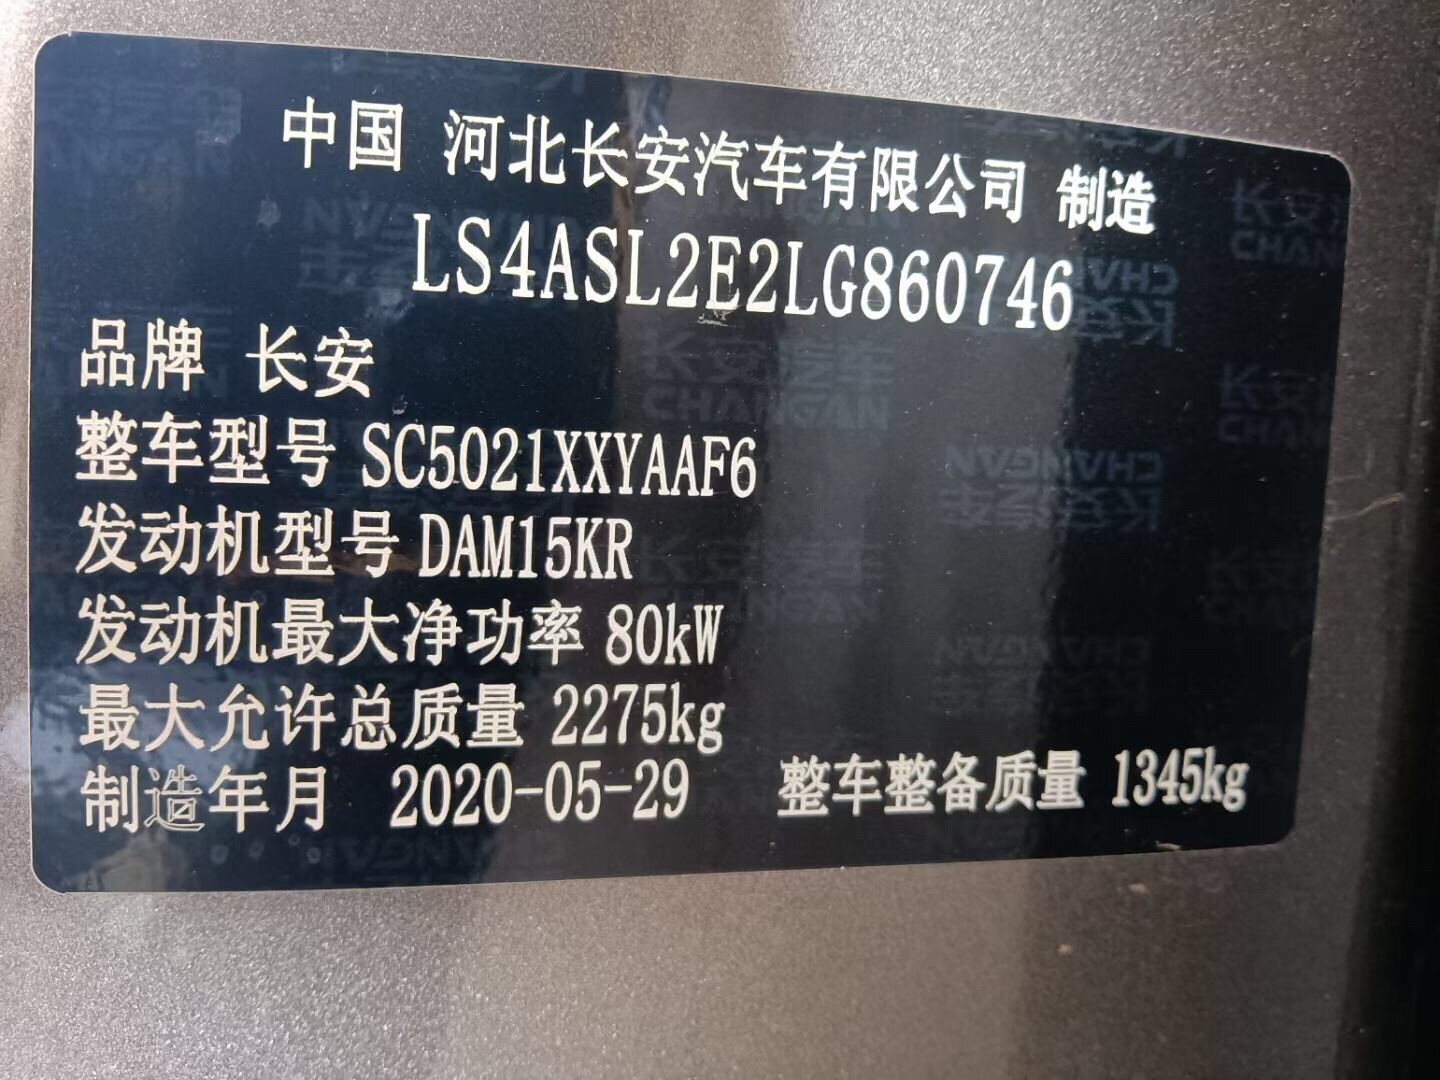 中国 河北长安汽车有限公司 制造
LS4ASL2E2LG860746
品牌 长安
整车型号 SC5021XXYAAF6
发动机型号 DAM15KR
发动机最大净功率 80kW
最大允许总质量 2275kg
制造年月 2020-05-29 整车整备质量 1345kg